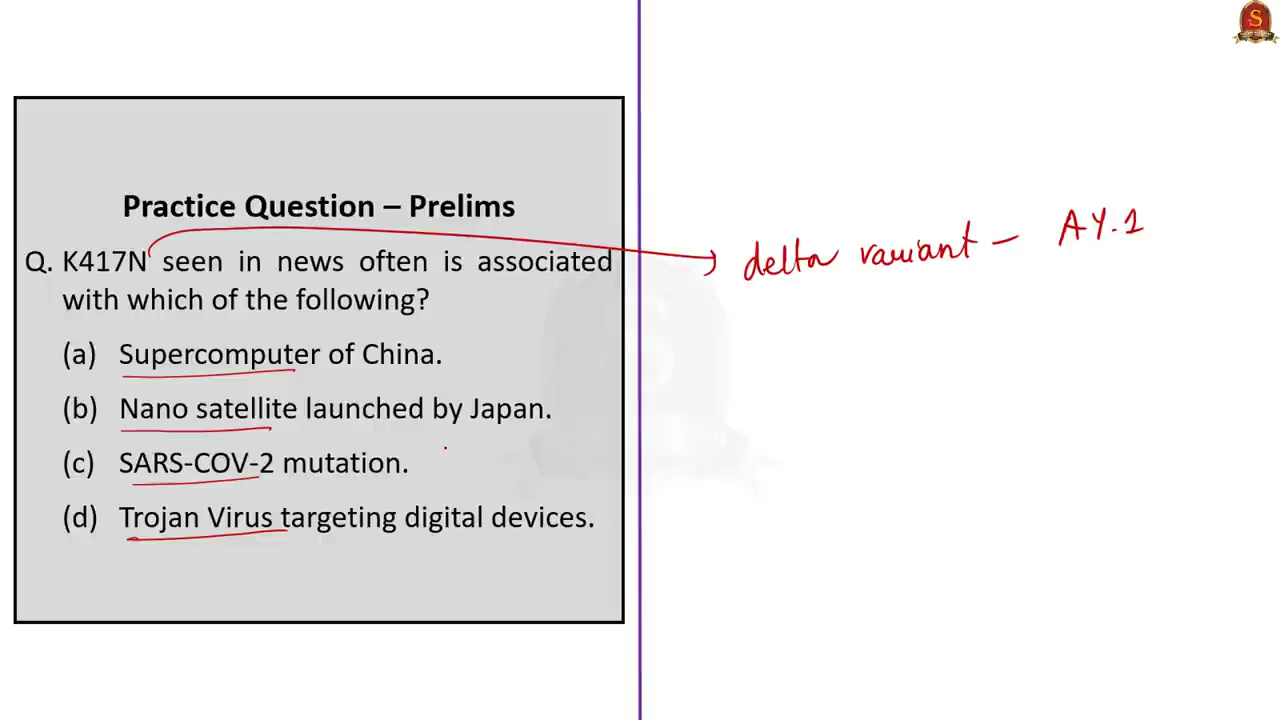 Practice Question – Prelims
Q. K417N seen in news often is associated
with which of the following?
(a) Supercomputer of China.
(b) Nano satellite launched by Japan.
(c) SARS-COV-2 mutation.
(d) Trojan Virus targeting digital devices.
delta variant – AY.1
S